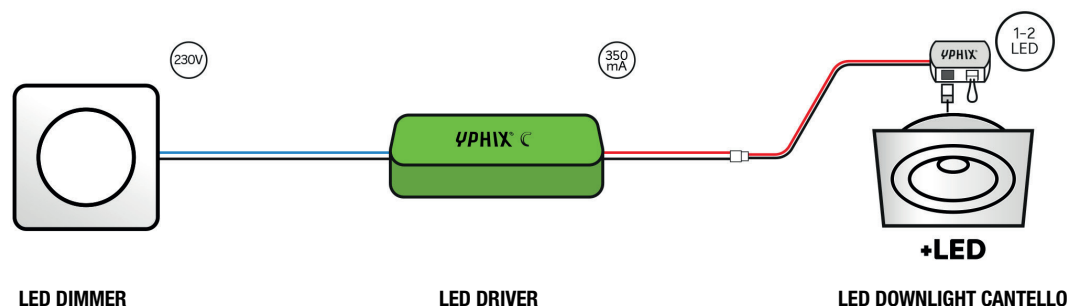 230V
350
mA
1-2
LED
YPHIX®
YPHIX® C
+LED
LED DIMMER
LED DRIVER
LED DOWNLIGHT CANTELLO